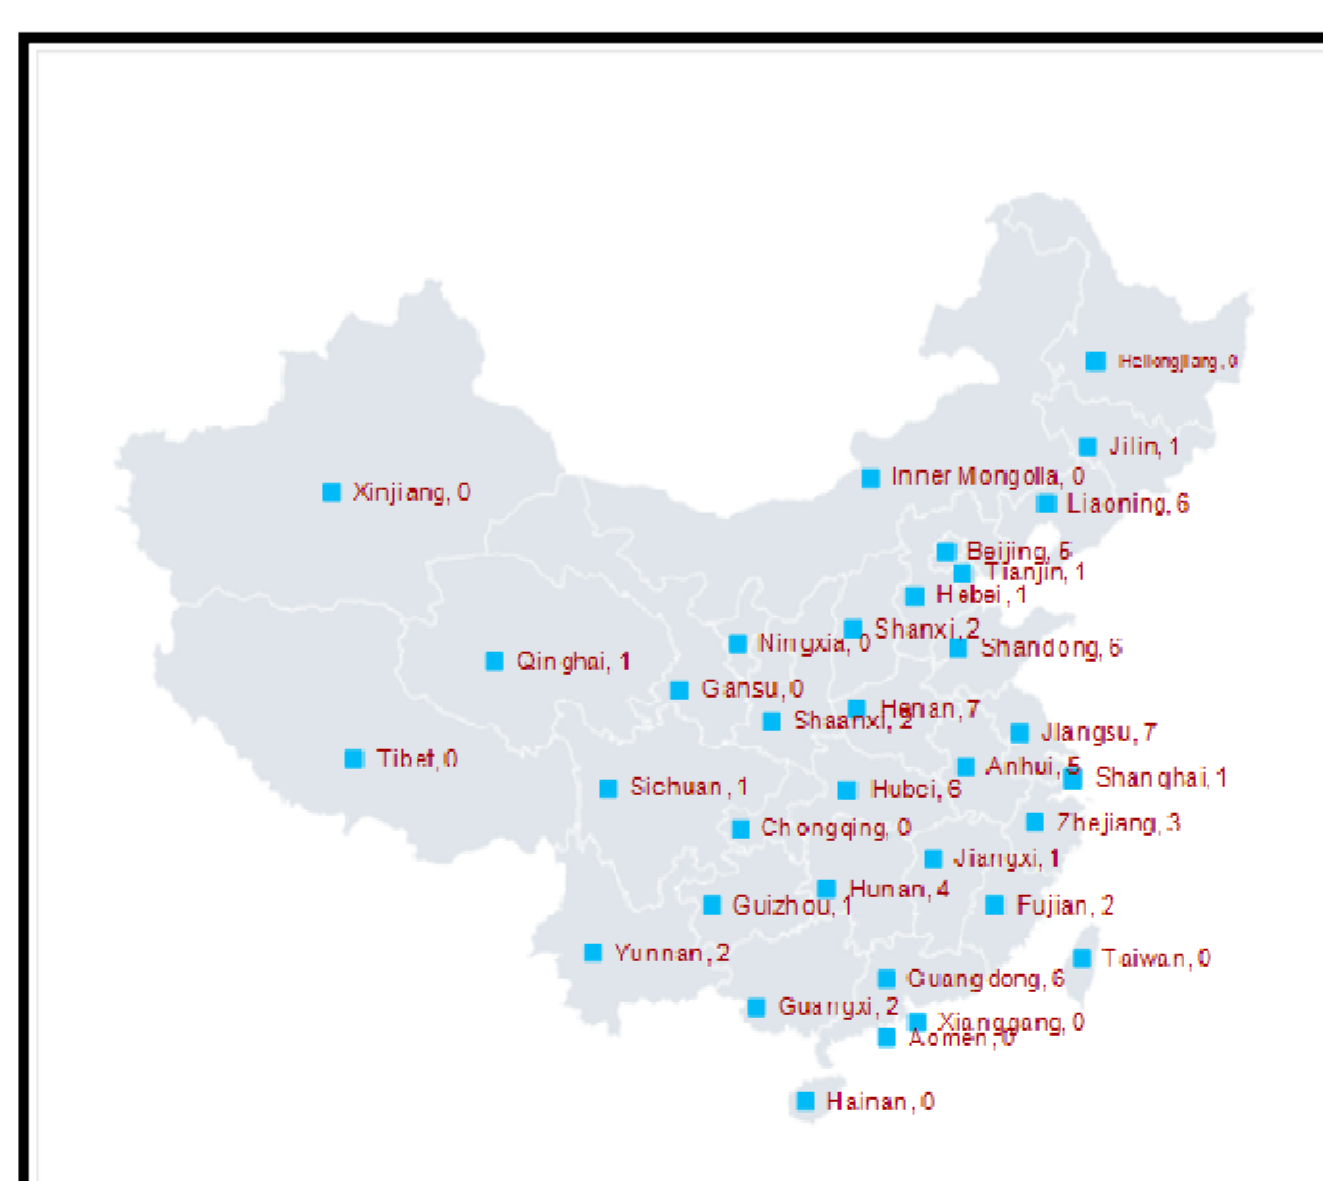 Heilongjiang, 0
Jilin, 1
Inner Mongolia, 0
Xinjiang, 0
Liaoning, 6
Beijing, 5
Tianjin, 1
Hebei, 1
Shanxi, 2
Ningxia, 0
Shandong, 6
Qinghai, 1
Gansu, 0
Henan, 7
Shaanxi, 2
Jiangsu, 7
Tibet, 0
Anhui, 5
Shanghai, 1
Sichuan, 1
Hubei, 6
Zhejiang, 3
Chongqing, 0
Jiangxi, 1
Hunan, 4
Guizhou, 1
Fujian, 2
Yunnan, 2
Taiwan, 0
Guangdong, 6
Guangxi, 2
Xianggang, 0
Aomen, 0
Hainan, 0